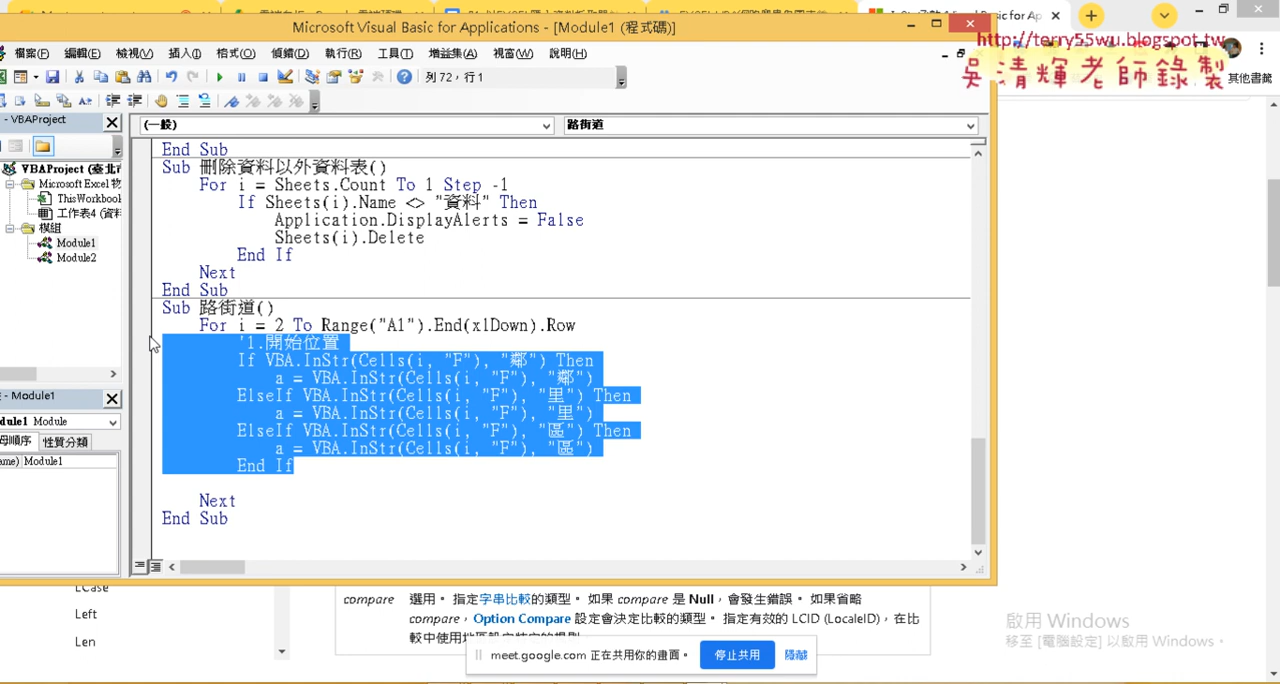 Microsoft Visual Basic for Applications - [Module1 (程式碼)]
http://terry55wu.blogspot.tw
吳清輝老師錄製
其他書籤
檔案(F) 編輯(E) 檢視(V) 插入(I) 格式(O) 偵錯(D) 執行(R) 工具(T) 增益集(A) 視窗(W) 說明(H)
列 72，行 1
- VBAProject
(一般)
路街道
VBAProject (臺北市
Microsoft Excel 物
ThisWorkbook
工作表4 (資料
模組
Module1
Module2
End Sub
Sub 刪除資料以外資料表()
For i = Sheets.Count To 1 Step -1
If Sheets(i).Name <> "資料" Then
Application.DisplayAlerts = False
Sheets(i).Delete
End If
Next
End Sub
Sub 路街道()
For i = 2 To Range("A1").End(xlDown).Row
'1.開始位置
If VBA.InStr(Cells(i, "F"), "鄰") Then
a = VBA.InStr(Cells(i, "F"), "鄰")
ElseIf VBA.InStr(Cells(i, "F"), "里") Then
a = VBA.InStr(Cells(i, "F"), "里")
ElseIf VBA.InStr(Cells(i, "F"), "區") Then
a = VBA.InStr(Cells(i, "F"), "區")
End If
Next
End Sub
- Module1
dule1 Module
母順序 性質分類
ame) Module1
LCase
Left
Len
compare 選用。 指定字串比較的類型。 如果 compare 是 Null，會發生錯誤。 如果省略
compare，Option Compare 設定會決定比較的類型。 指定有效的 LCID (LocaleID)，在比
meet.google.com 正在共用你的畫面。 停止共用 隱藏
啟用 Windows
移至 [電腦設定] 以啟用 Windows。